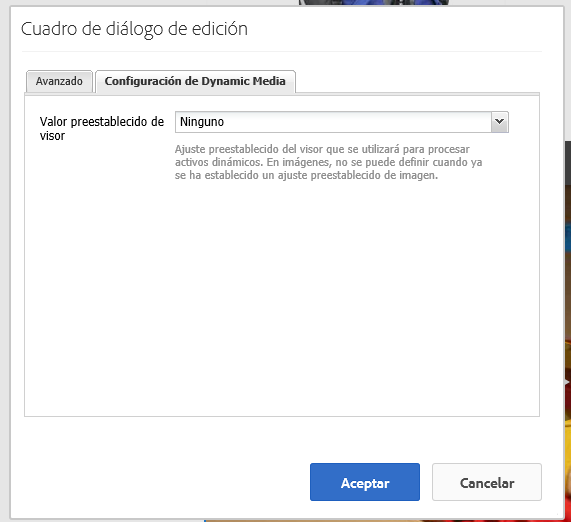 Cuadro de diálogo de edición
Avanzado
Configuración de Dynamic Media
Valor preestablecido de
visor
Ninguno
Ajuste preestablecido del visor que se utilizará para procesar
activos dinámicos. En imágenes, no se puede definir cuando ya
se ha establecido un ajuste preestablecido de imagen.
Aceptar
Cancelar